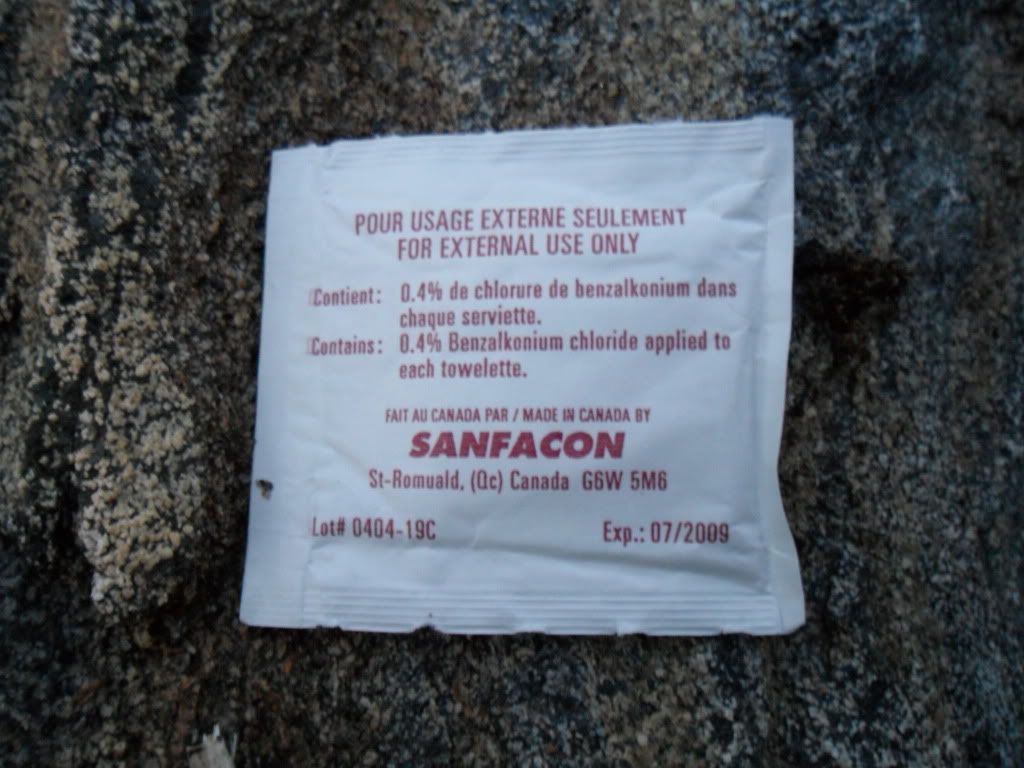 POUR USAGE EXTERNE SEULEMENT
FOR EXTERNAL USE ONLY
Contient: 0.4% de chlorure de benzalkonium dans
chaque serviette.
Contains: 0.4% Benzalkonium chloride applied to
each towelette.
FAIT AU CANADA PAR / MADE IN CANADA BY
SANFACON
St-Romuald, (Qc) Canada G6W 5M6
Lot# 0404-19C Exp.: 07/2009